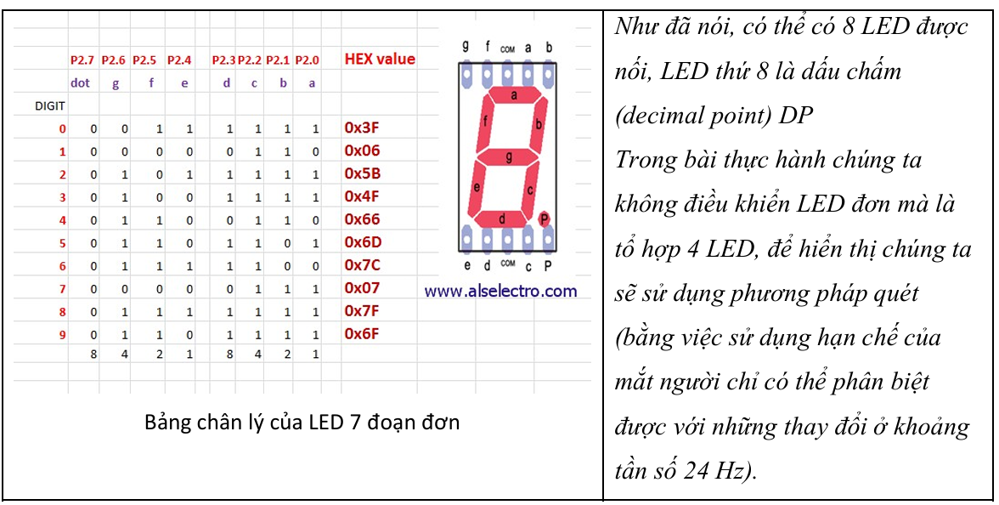 P2.7 P2.6 P2.5 P2.4 P2.3 P2.2 P2.1 P2.0 HEX value
dot g f e d c b a
DIGIT
0 0 0 1 1 1 1 1 1 0x3F
1 0 0 0 0 0 1 1 0 0x06
2 0 1 0 1 1 1 1 1 0x5B
3 0 1 0 0 1 1 1 1 0x4F
4 0 1 1 0 0 1 1 0 0x66
5 0 1 1 0 1 1 0 1 0x6D
6 0 1 1 1 1 1 0 0 0x7C
7 0 0 0 0 0 1 1 1 0x07
8 0 1 1 1 1 1 1 1 0x7F
9 0 1 1 0 1 1 1 1 0x6F
8 4 2 1 8 4 2 1
g f COM a b
a
f b
g
e c
d P
e d COM c P
www.alselectro.com
Bảng chân lý của LED 7 đoạn đơn
Như đã nói, có thể có 8 LED được
nối, LED thứ 8 là dấu chấm
(decimal point) DP
Trong bài thực hành chúng ta
không điều khiển LED đơn mà là
tổ hợp 4 LED, để hiển thị chúng ta
sẽ sử dụng phương pháp quét
(bằng việc sử dụng hạn chế của
mắt người chỉ có thể phân biệt
được với những thay đổi ở khoảng
tần số 24 Hz).